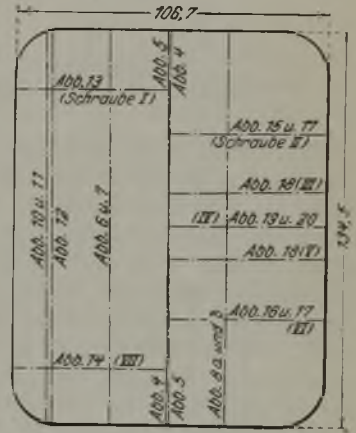 106,7
Abb. 5
Abb. 4
Abb. 13
(Schraube I)
Abb. 15 u. 17
(Schraube II)
Abb. 10 u. 11
Abb. 12
Abb. 6 u. 7
Abb. 18 (III)
(IV) Abb. 19 u. 20
Abb. 18 (V)
134,5
Abb. 16 u. 17
(VI)
Abb. 14 (VIII)
Abb. 4
Abb. 5
Abb. 8 a und b